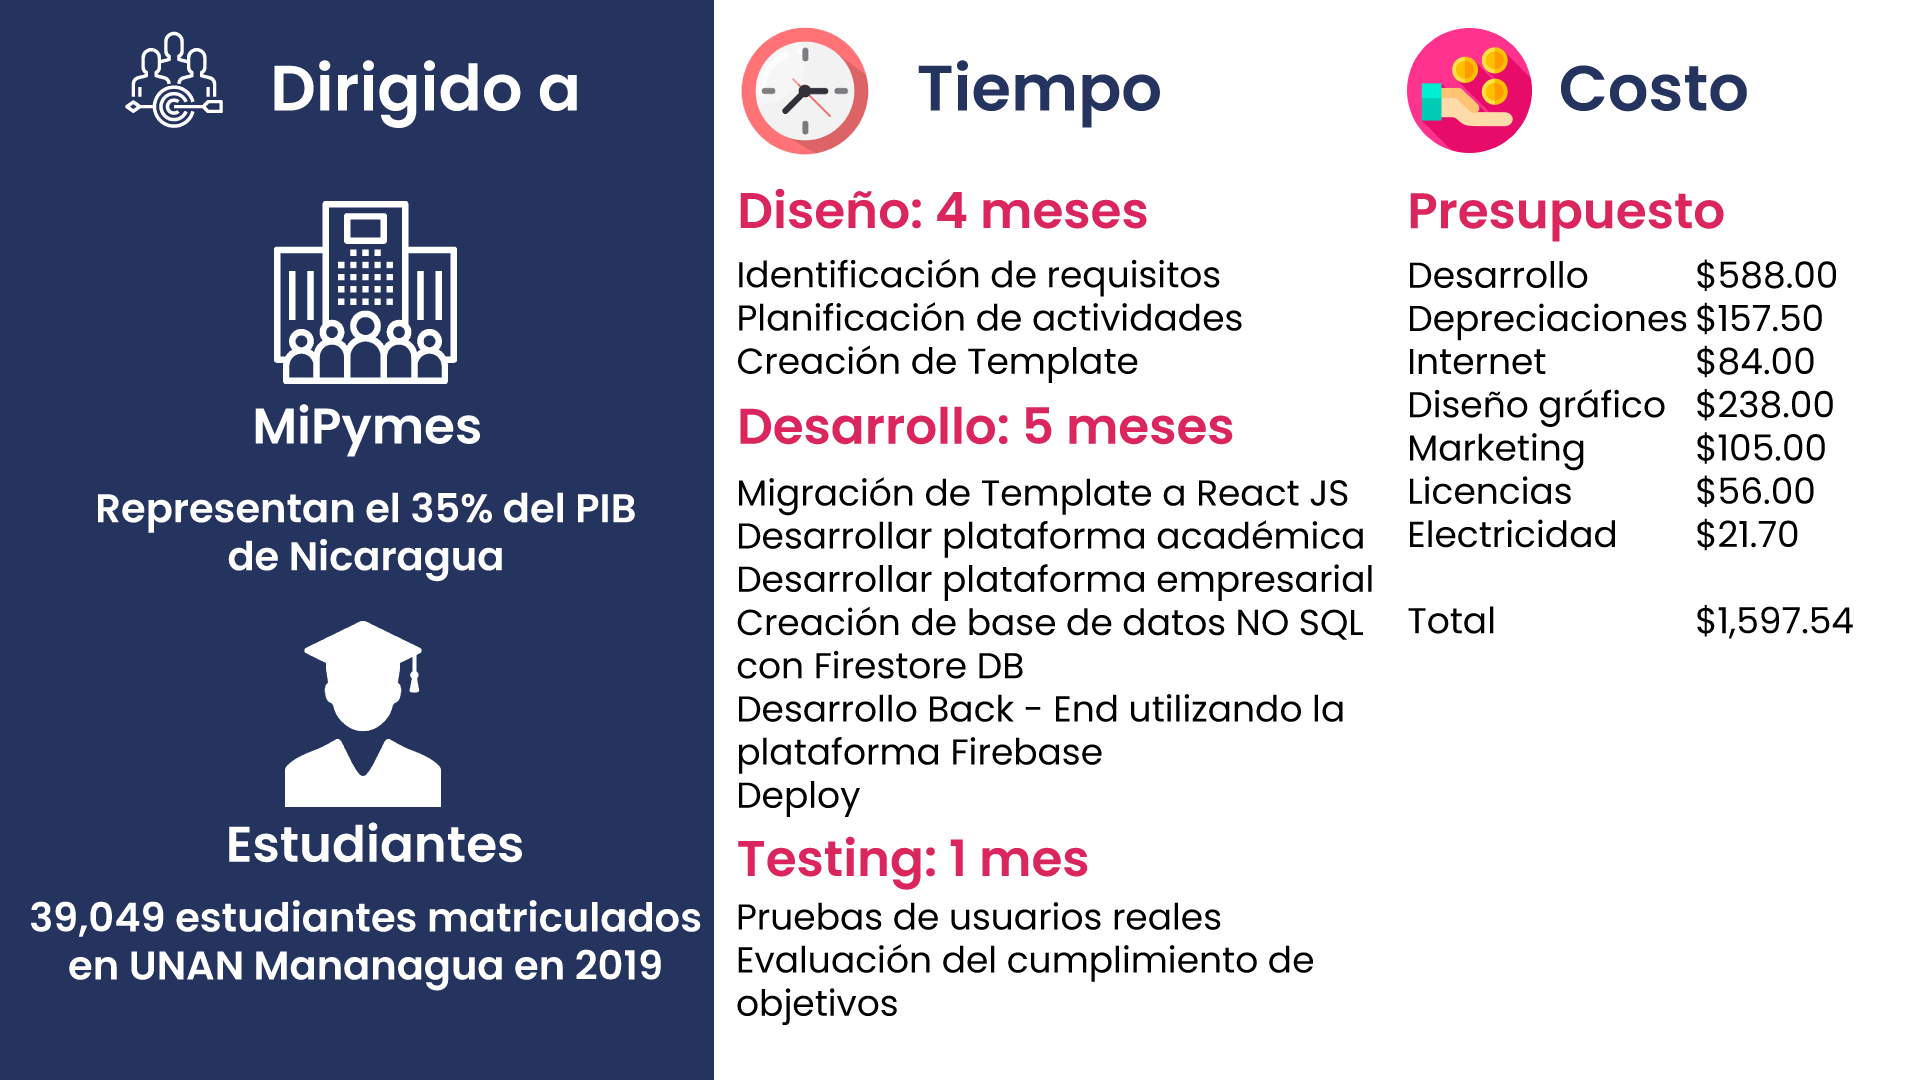 Dirigido a
MiPymes
Representan el 35% del PIB
de Nicaragua
Estudiantes
39,049 estudiantes matriculados
en UNAN Mananagua en 2019
Tiempo
Diseño: 4 meses
Identificación de requisitos
Planificación de actividades
Creación de Template
Desarrollo: 5 meses
Migración de Template a React JS
Desarrollar plataforma académica
Desarrollar plataforma empresarial
Creación de base de datos NO SQL
con Firestore DB
Desarrollo Back - End utilizando la
plataforma Firebase
Deploy
Testing: 1 mes
Pruebas de usuarios reales
Evaluación del cumplimiento de
objetivos
Costo
Presupuesto
Desarrollo $588.00
Depreciaciones $157.50
Internet $84.00
Diseño gráfico $238.00
Marketing $105.00
Licencias $56.00
Electricidad $21.70
Total $1,597.54